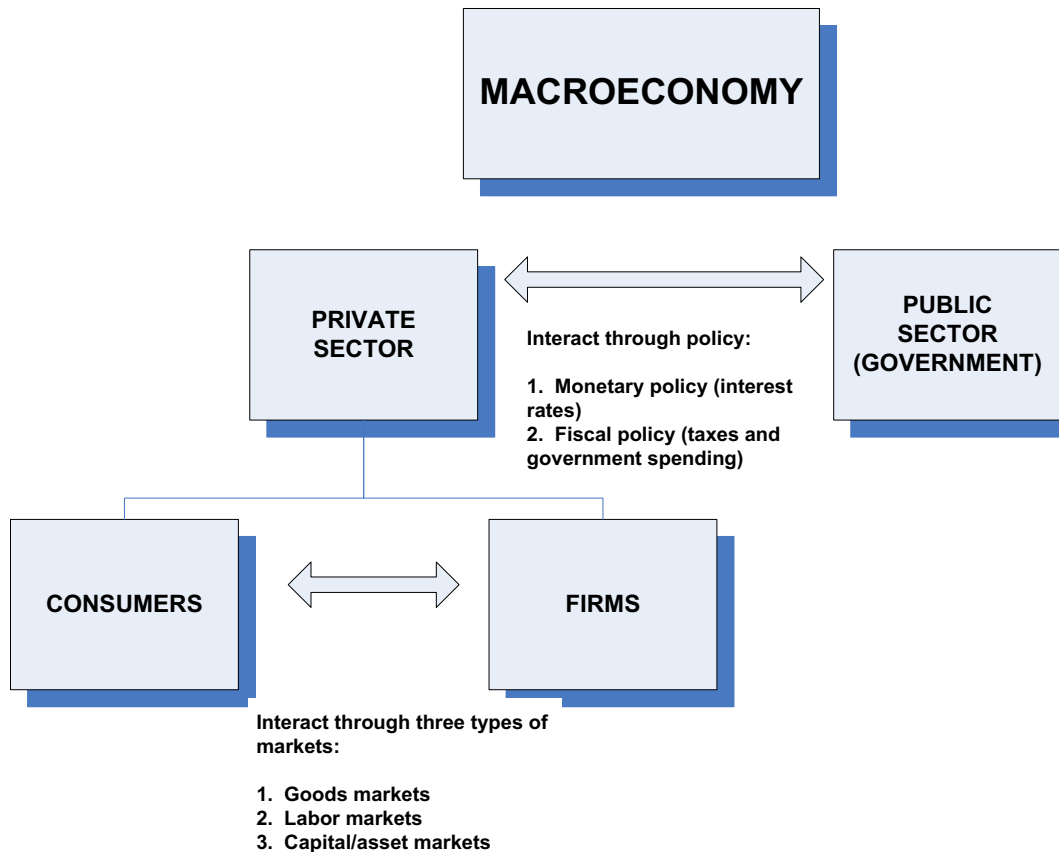 MACROECONOMY
PRIVATE
SECTOR
PUBLIC
SECTOR
(GOVERNMENT)
Interact through policy:
1.  Monetary policy (interest
rates)
2.  Fiscal policy (taxes and
government spending)
CONSUMERS
FIRMS
Interact through three types of
markets:
1.  Goods markets
2.  Labor markets
3.  Capital/asset markets